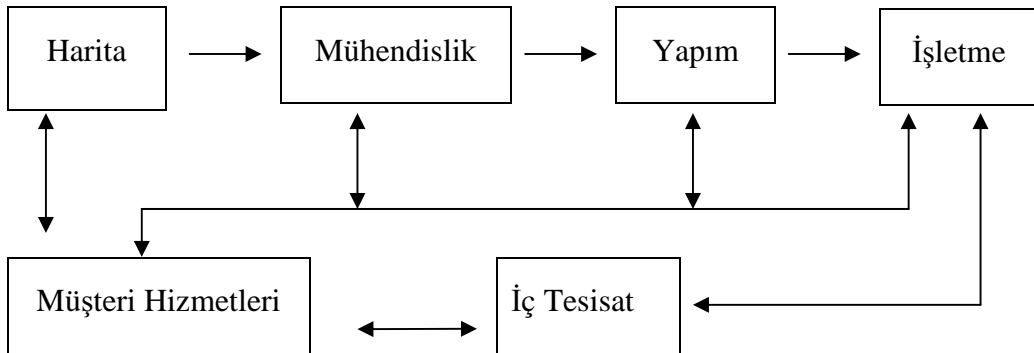 Harita
Mühendislik
Yapım
İşletme
Müşteri Hizmetleri
İç Tesisat